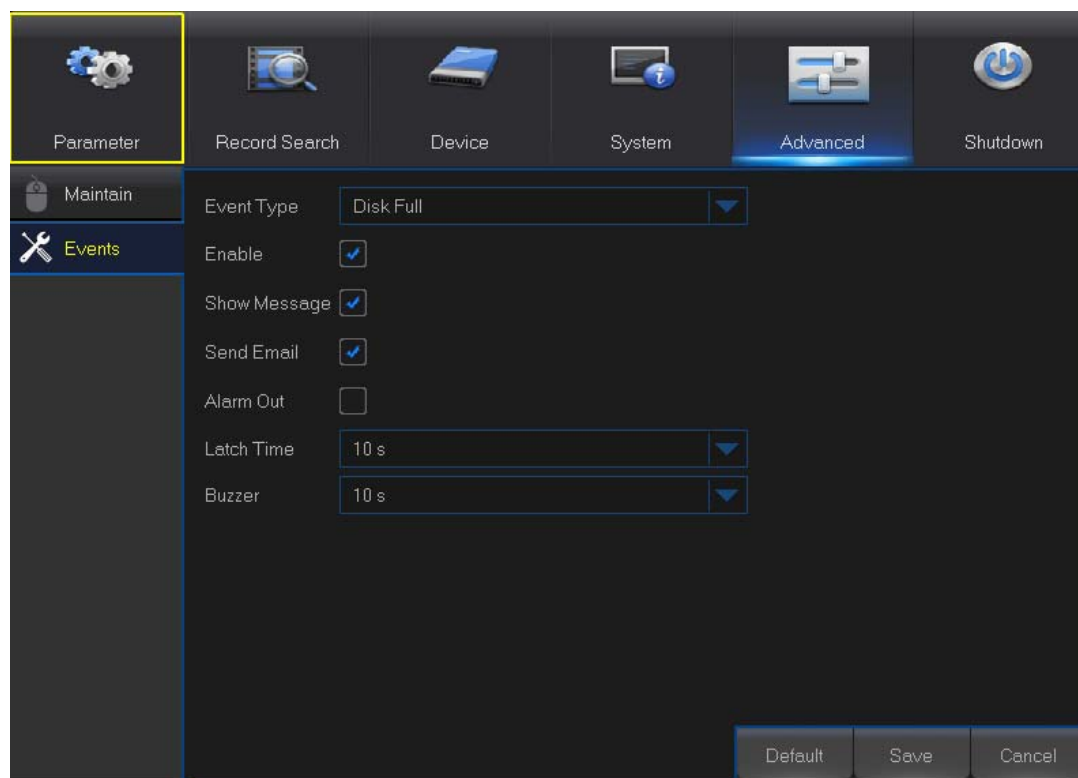 Parameter Record Search Device System Advanced Shutdown
Maintain
Events
Event Type Disk Full
Enable
Show Message
Send Email
Alarm Out
Latch Time 10 s
Buzzer 10 s
Default Save Cancel